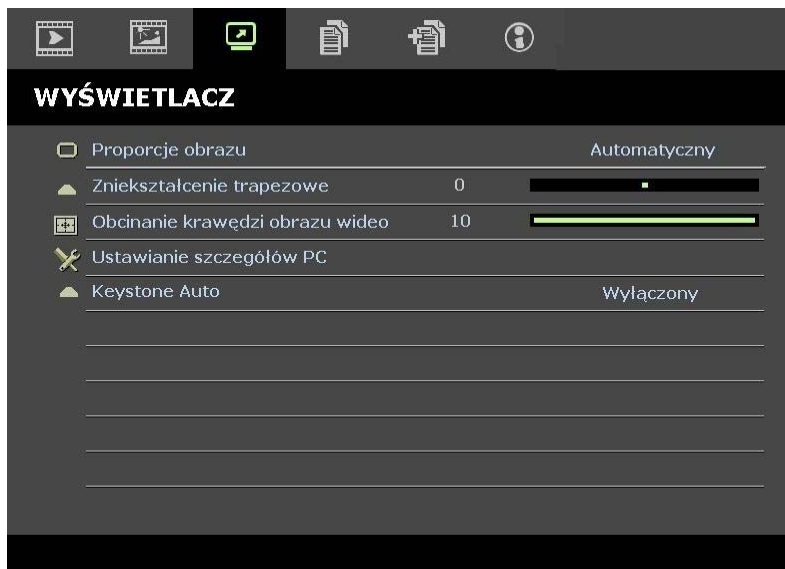 WYŚWIETLACZ
Proporcje obrazu Automatyczny
Zniekształcenie trapezowe 0
Obcinanie krawędzi obrazu wideo 10
Ustawianie szczegółów PC
Keystone Auto Wyłączony